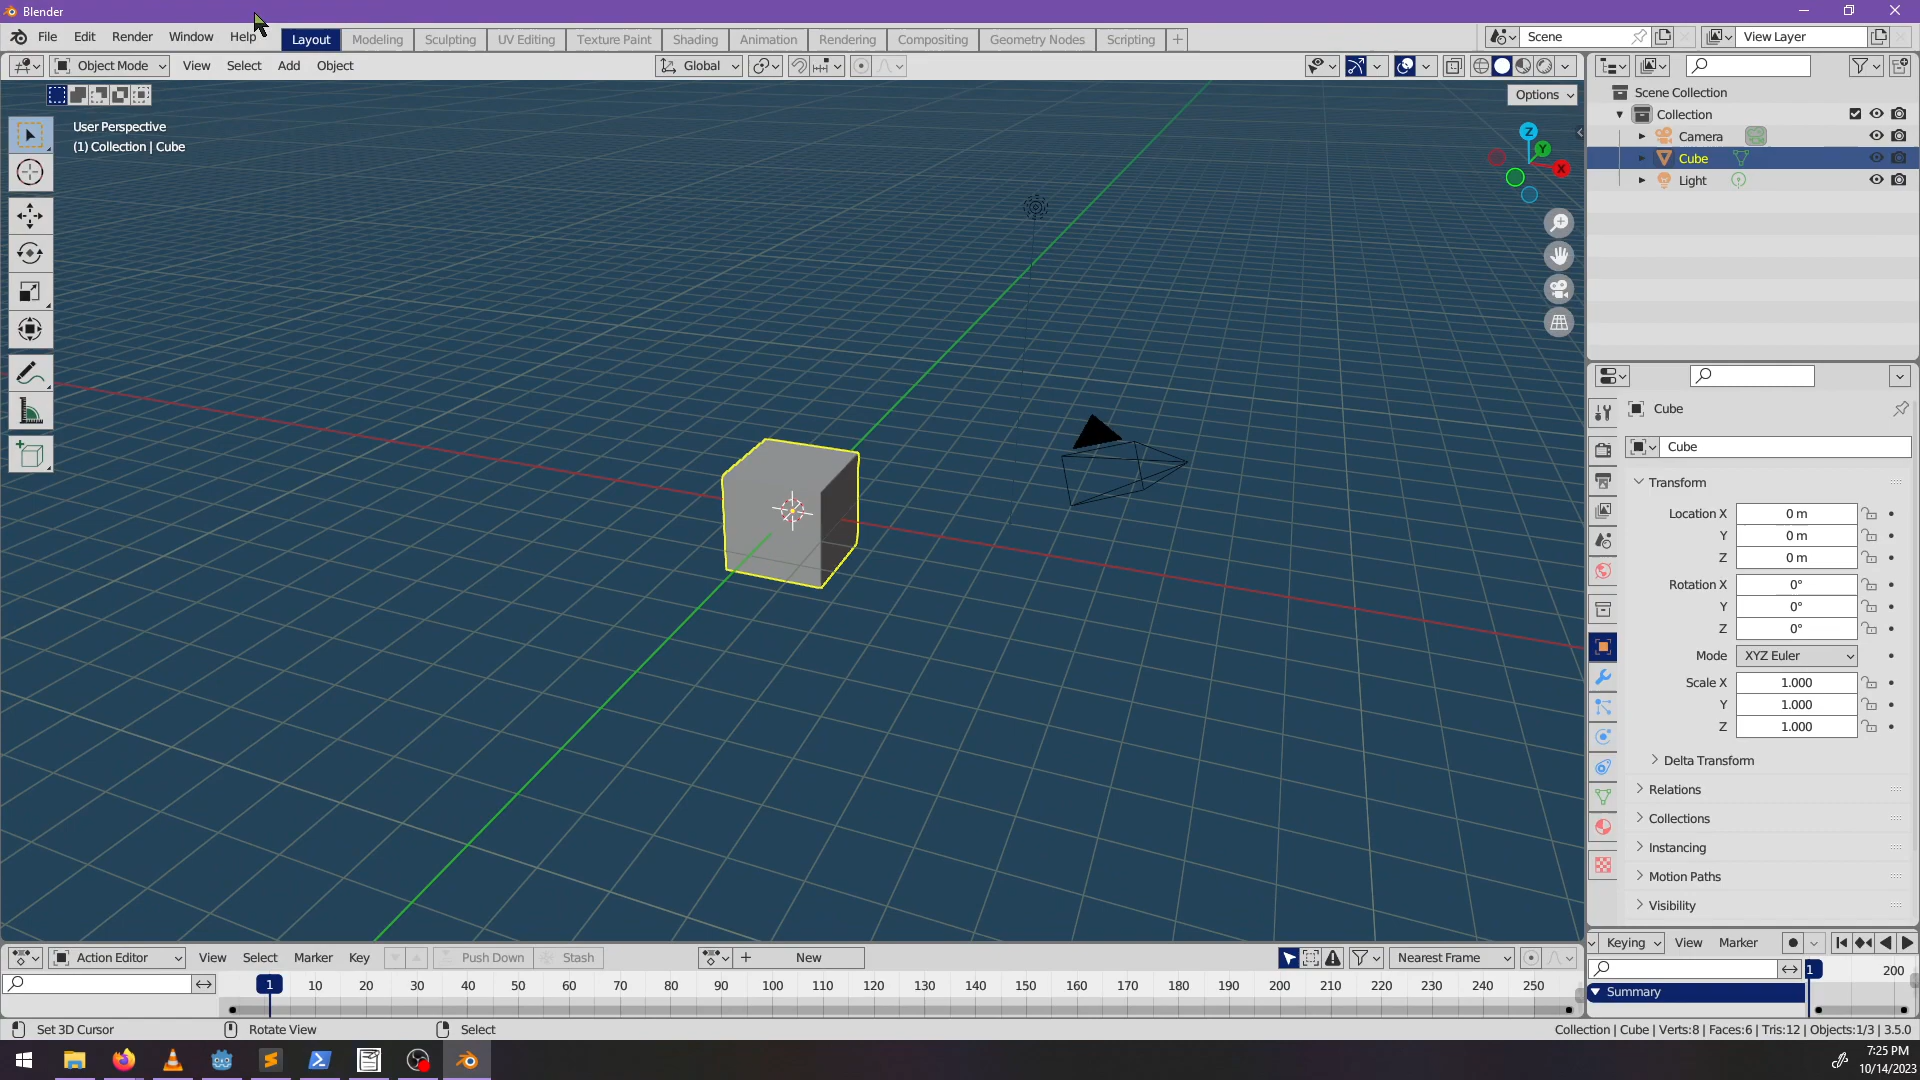 Blender
File Edit Render Window Help Layout Modeling Sculpting UV Editing Texture Paint Shading Animation Rendering Compositing Geometry Nodes Scripting + Scene View Layer
Object Mode View Select Add Object Global
Options
User Perspective
(1) Collection | Cube
Z
Y
X
Scene Collection
Collection
Camera
Cube
Light
Cube
Cube
Transform
Location X 0 m
Y 0 m
Z 0 m
Rotation X 0°
Y 0°
Z 0°
Mode XYZ Euler
Scale X 1.000
Y 1.000
Z 1.000
Delta Transform
Relations
Collections
Instancing
Motion Paths
Visibility
Action Editor View Select Marker Key Push Down Stash + New Nearest Frame
1 10 20 30 40 50 60 70 80 90 100 110 120 130 140 150 160 170 180 190 200 210 220 230 240 250
Keying View Marker
1 200
Summary
Set 3D Cursor Rotate View Select Collection | Cube | Verts:8 | Faces:6 | Tris:12 | Objects:1/3 | 3.5.0
7:25 PM
10/14/2023